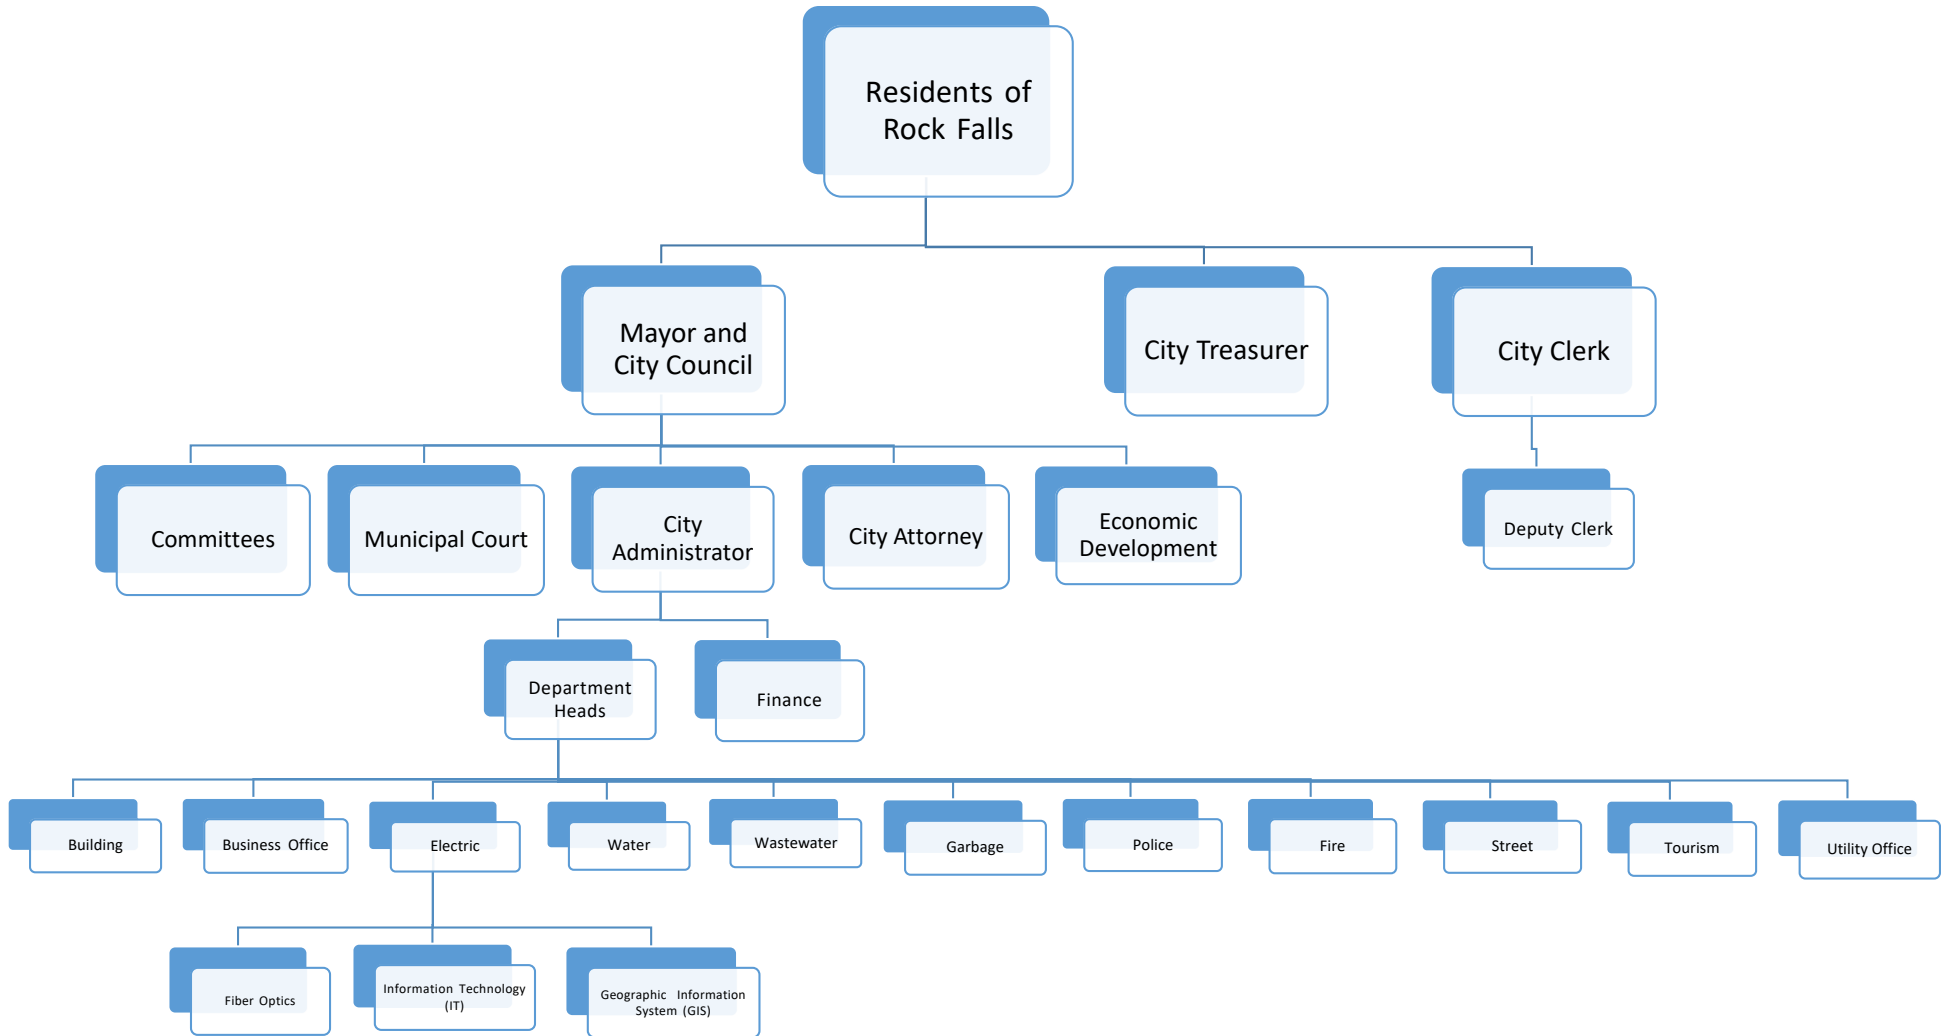 Residents of
Rock Falls
Mayor and
City Council
City Treasurer
City Clerk
Committees
Municipal Court
City
Administrator
City Attorney
Economic
Development
Deputy Clerk
Department
Heads
Finance
Building
Business Office
Electric
Water
Wastewater
Garbage
Police
Fire
Street
Tourism
Utility Office
Fiber Optics
Information Technology
(IT)
Geographic Information
System (GIS)